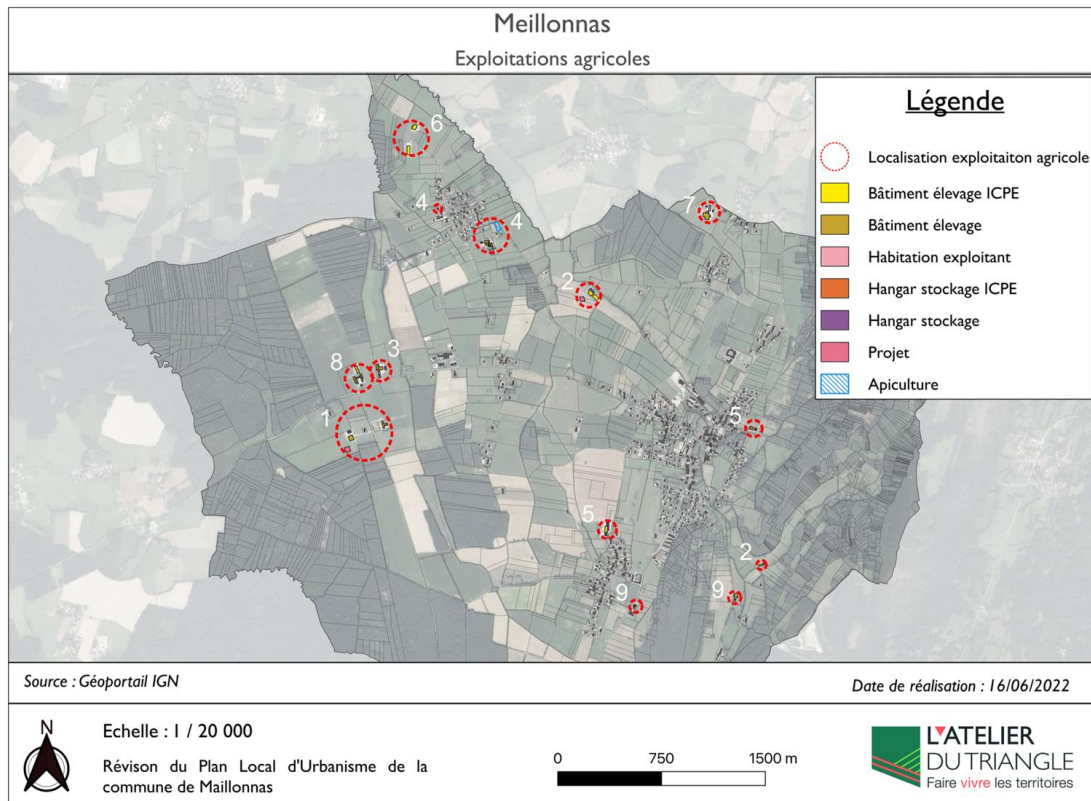 Meillonnas
Exploitations agricoles
Légende
Localisation exploitaiton agricole
Bâtiment élevage ICPE
Bâtiment élevage
Habitation exploitant
Hangar stockage ICPE
Hangar stockage
Projet
Apiculture
6
4
4
7
2
8
3
1
5
5
2
9
9
Source : Géoportail IGN
Date de réalisation : 16/06/2022
N
Echelle : 1 / 20 000
Révison du Plan Local d'Urbanisme de la
commune de Maillonnas
0 750 1500 m
L'ATELIER
DU TRIANGLE
Faire vivre les territoires